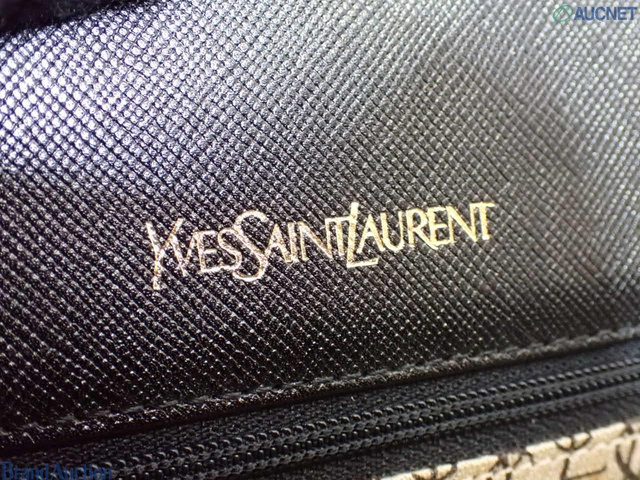 AUCNET
YVESSAINTLAURENT
Brand Auction